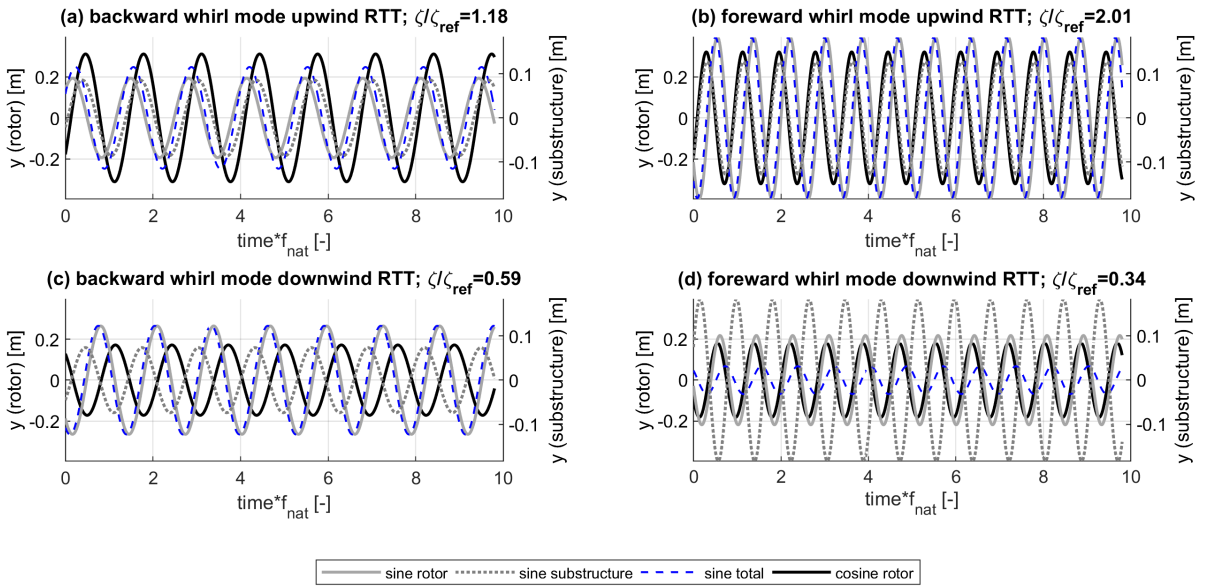 (a) backward whirl mode upwind RTT; ζ/ζref=1.18
y (rotor) [m]
0.2
0
-0.2
0.1
0
-0.1
y (substructure) [m]
0 2 4 6 8 10
time*fnat [-]
(b) foreward whirl mode upwind RTT; ζ/ζref=2.01
y (rotor) [m]
0.2
0
-0.2
0.1
0
-0.1
y (substructure) [m]
0 2 4 6 8 10
time*fnat [-]
(c) backward whirl mode downwind RTT; ζ/ζref=0.59
y (rotor) [m]
0.2
0
-0.2
0.1
0
-0.1
y (substructure) [m]
0 2 4 6 8 10
time*fnat [-]
(d) foreward whirl mode downwind RTT; ζ/ζref=0.34
y (rotor) [m]
0.2
0
-0.2
0.1
0
-0.1
y (substructure) [m]
0 2 4 6 8 10
time*fnat [-]
sine rotor sine substructure sine total cosine rotor